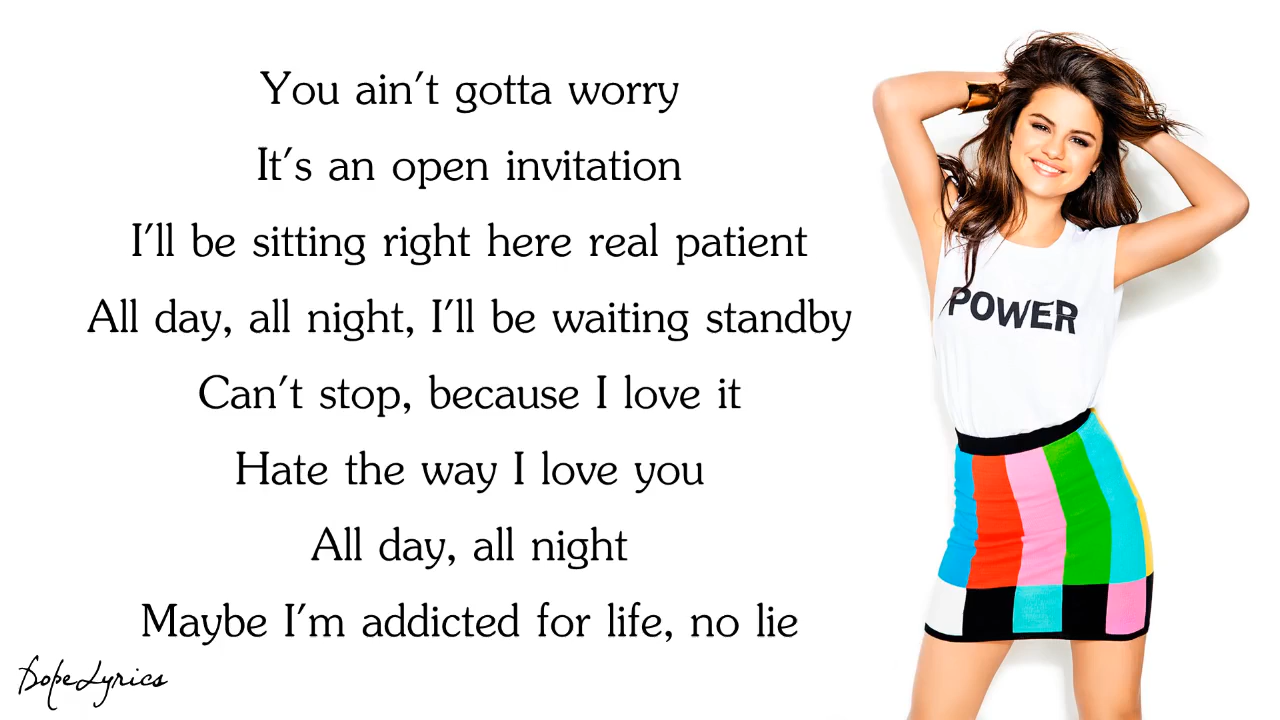 You ain't gotta worry
It's an open invitation
I'll be sitting right here real patient
All day, all night, I'll be waiting standby
Can't stop, because I love it
Hate the way I love you
All day, all night
Maybe I'm addicted for life, no lie
POWER
DopeLyrics